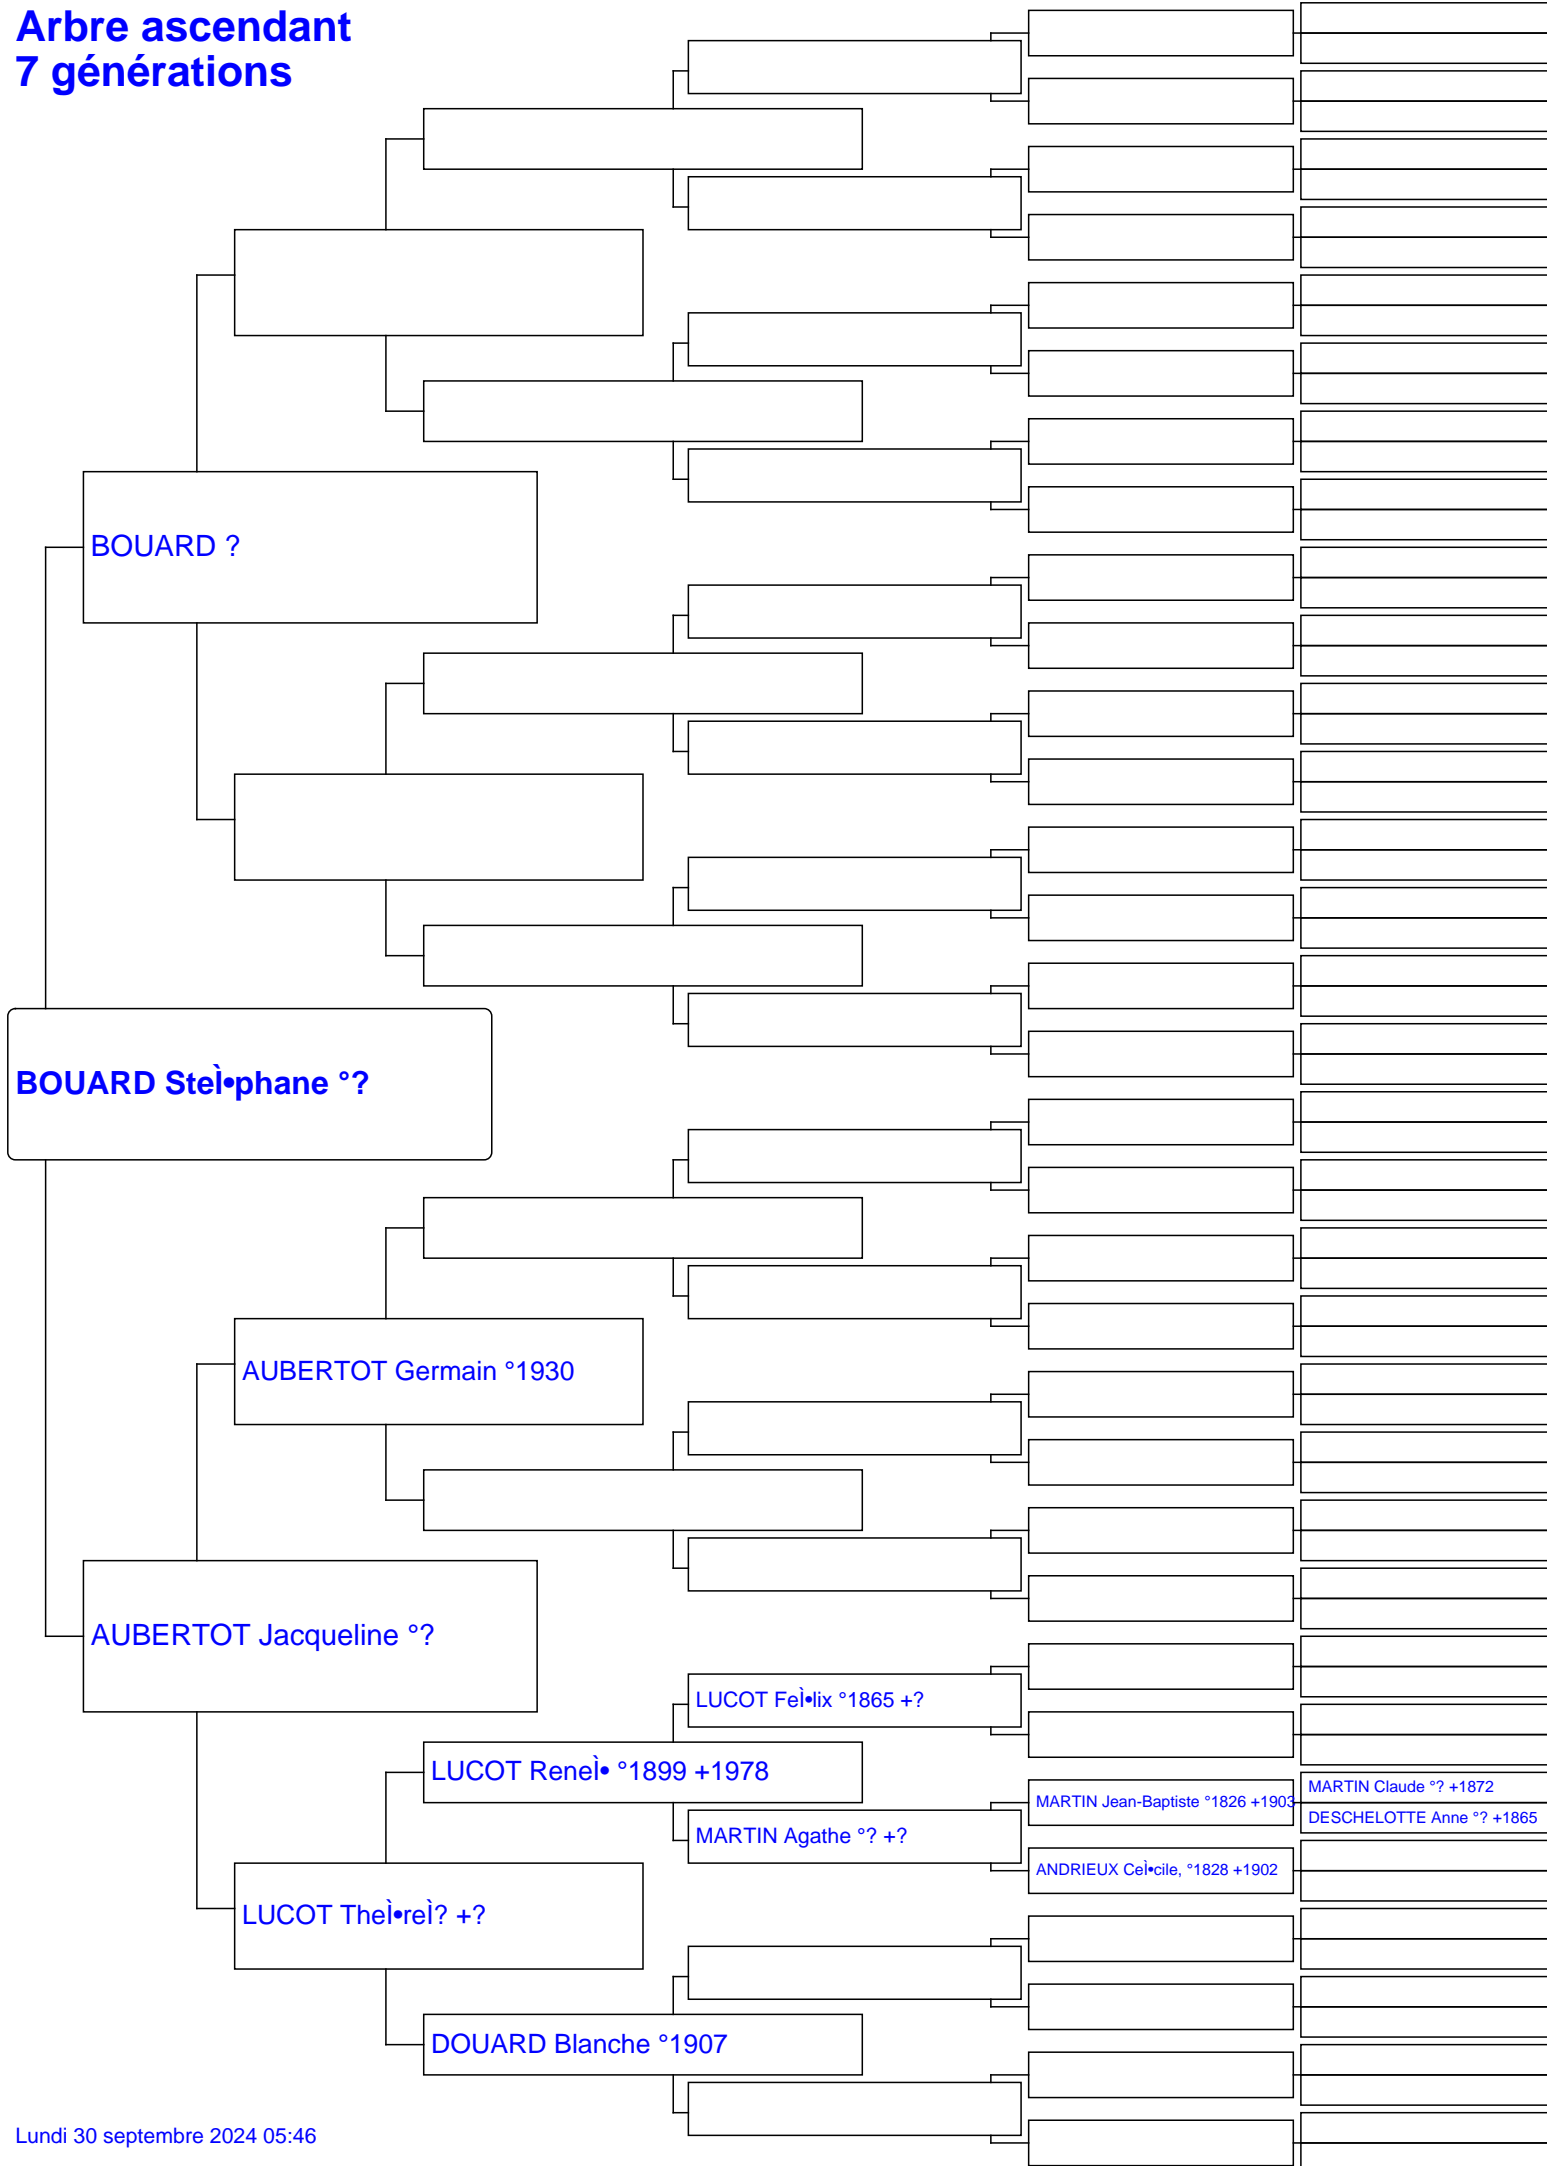 Arbre ascendant
7 générations
BOUARD ?
BOUARD SteÌ•phane °?
AUBERTOT Germain °1930
AUBERTOT Jacqueline °?
LUCOT FeÌ•lix °1865 +?
LUCOT ReneÌ• °1899 +1978
MARTIN Claude °? +1872
MARTIN Jean-Baptiste °1826 +1903
DESCHELOTTE Anne °? +1865
MARTIN Agathe °? +?
ANDRIEUX CeÌ•cile, °1828 +1902
LUCOT TheÌ•reÌ? +?
DOUARD Blanche °1907
Lundi 30 septembre 2024 05:46